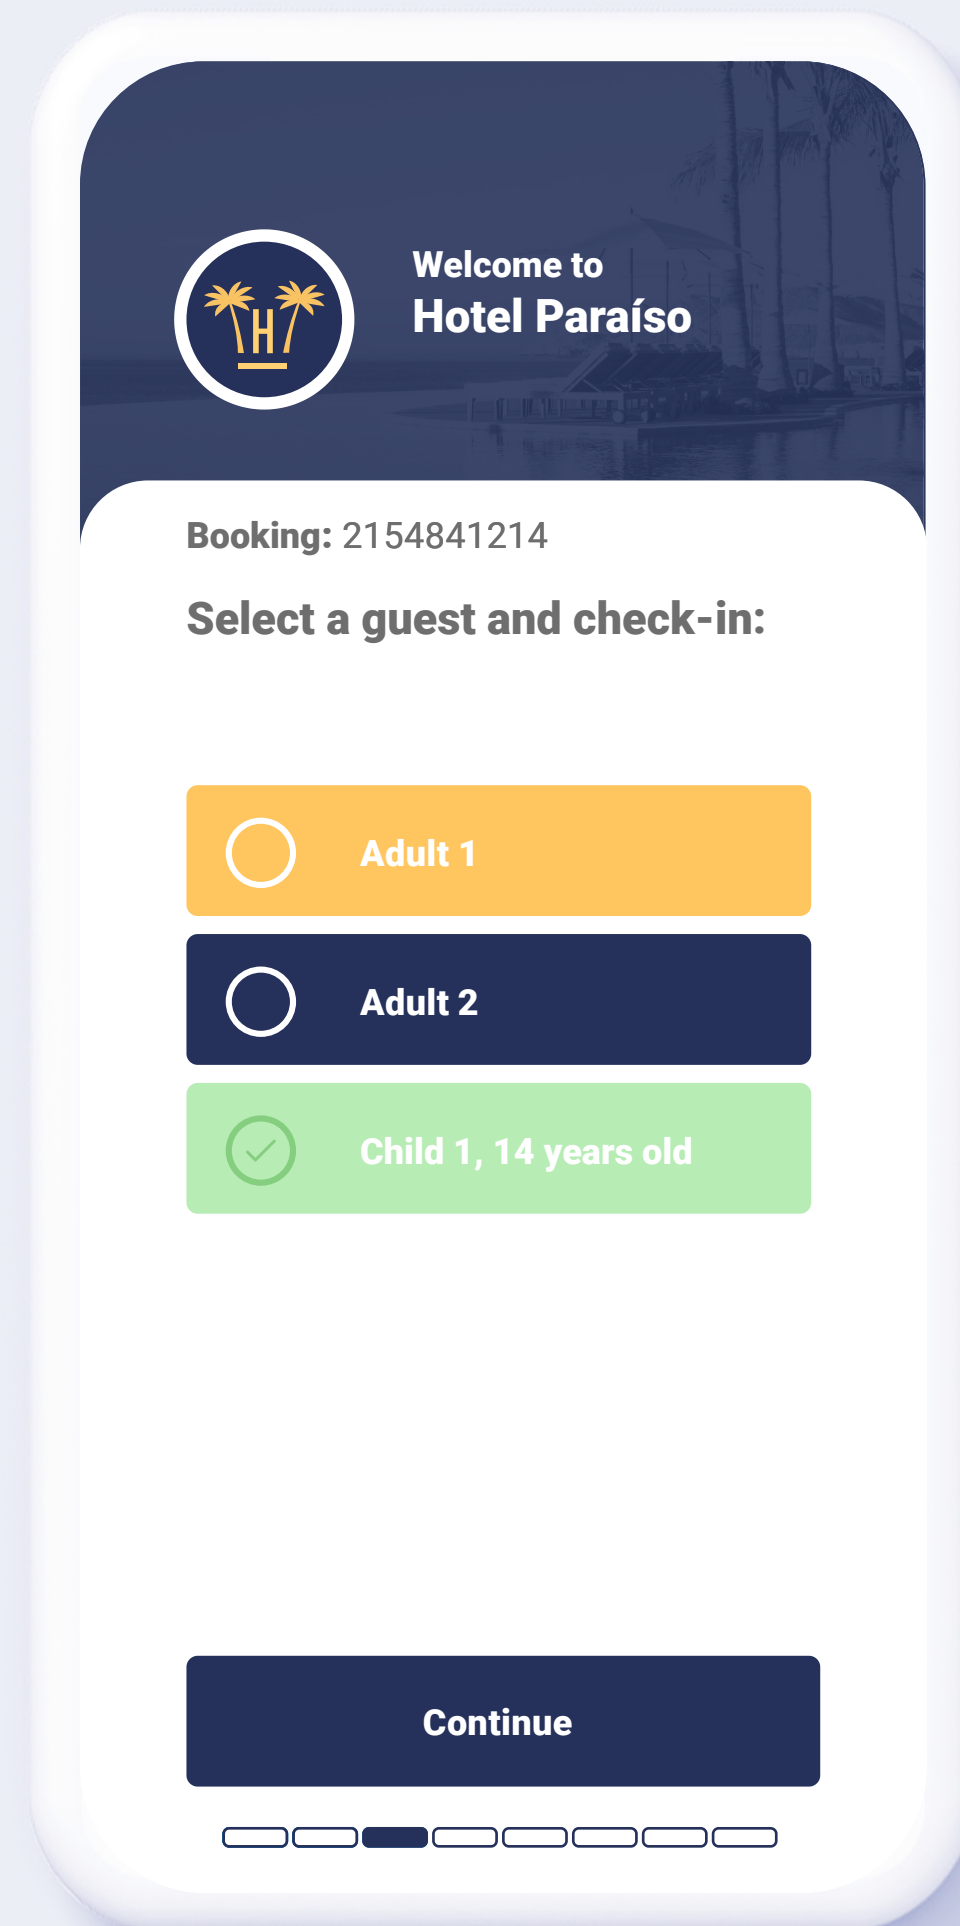 H
Welcome to
Hotel Paraíso
Booking: 2154841214
Select a guest and check-in:
Adult 1
Adult 2
Child 1, 14 years old
Continue